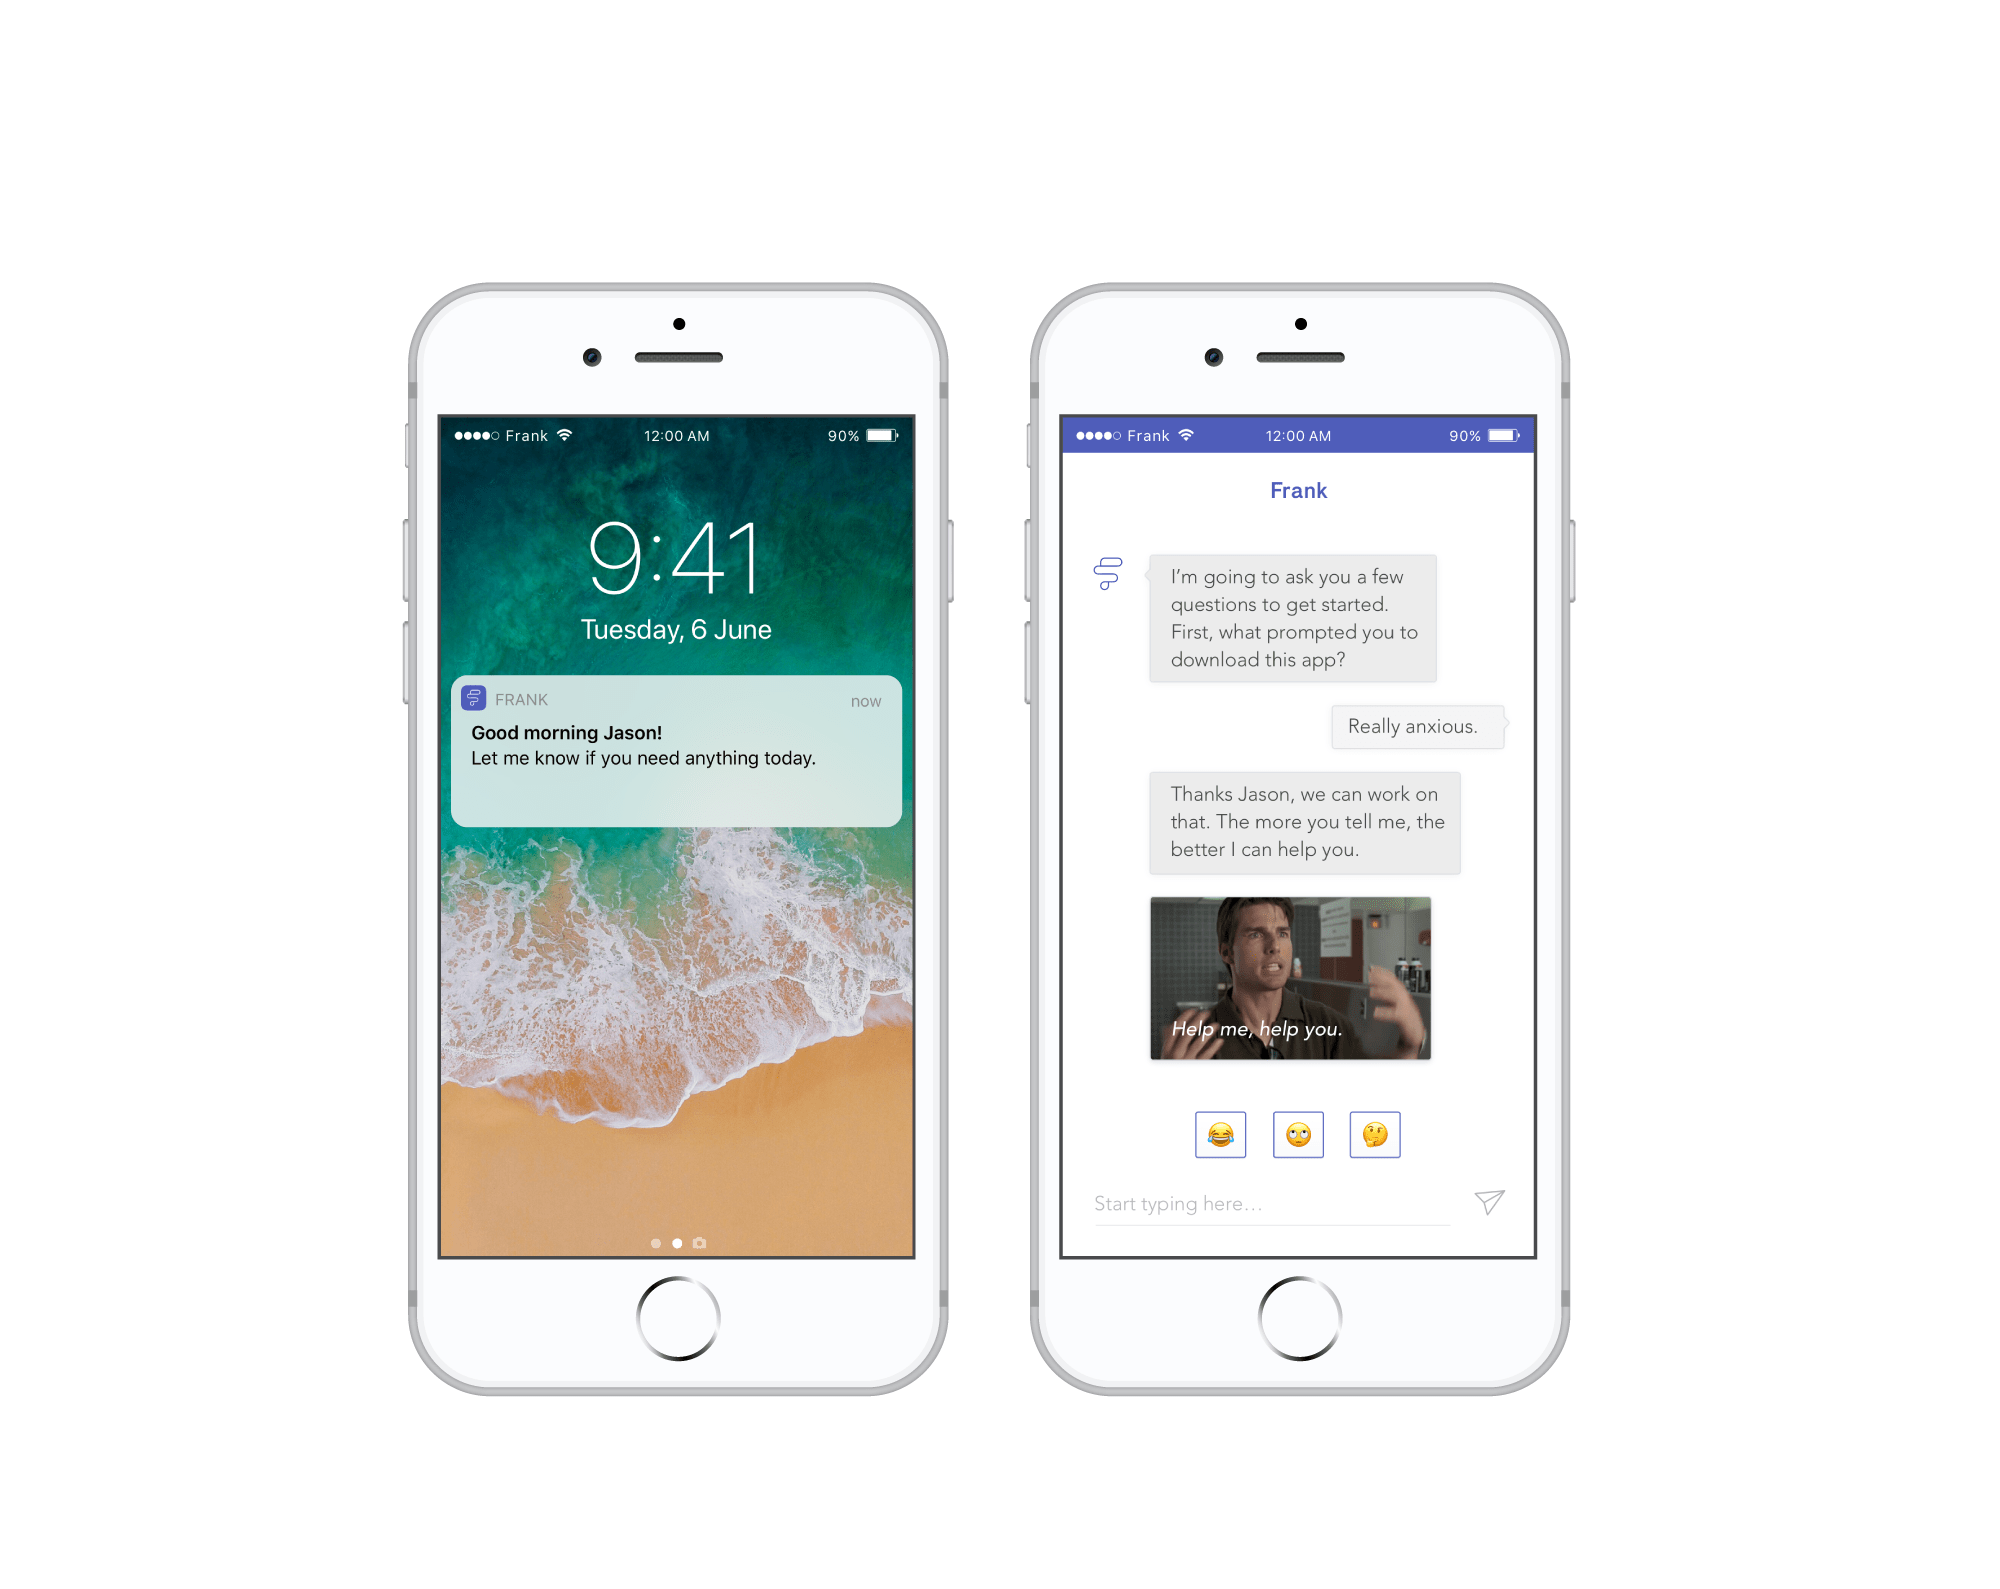 Frank 12:00 AM 90%
9:41
Tuesday, 6 June
FRANK now
Good morning Jason!
Let me know if you need anything today.
Frank 12:00 AM 90%
Frank
I’m going to ask you a few
questions to get started.
First, what prompted you to
download this app?
Really anxious.
Thanks Jason, we can work on
that. The more you tell me, the
better I can help you.
Help me, help you.
Start typing here...